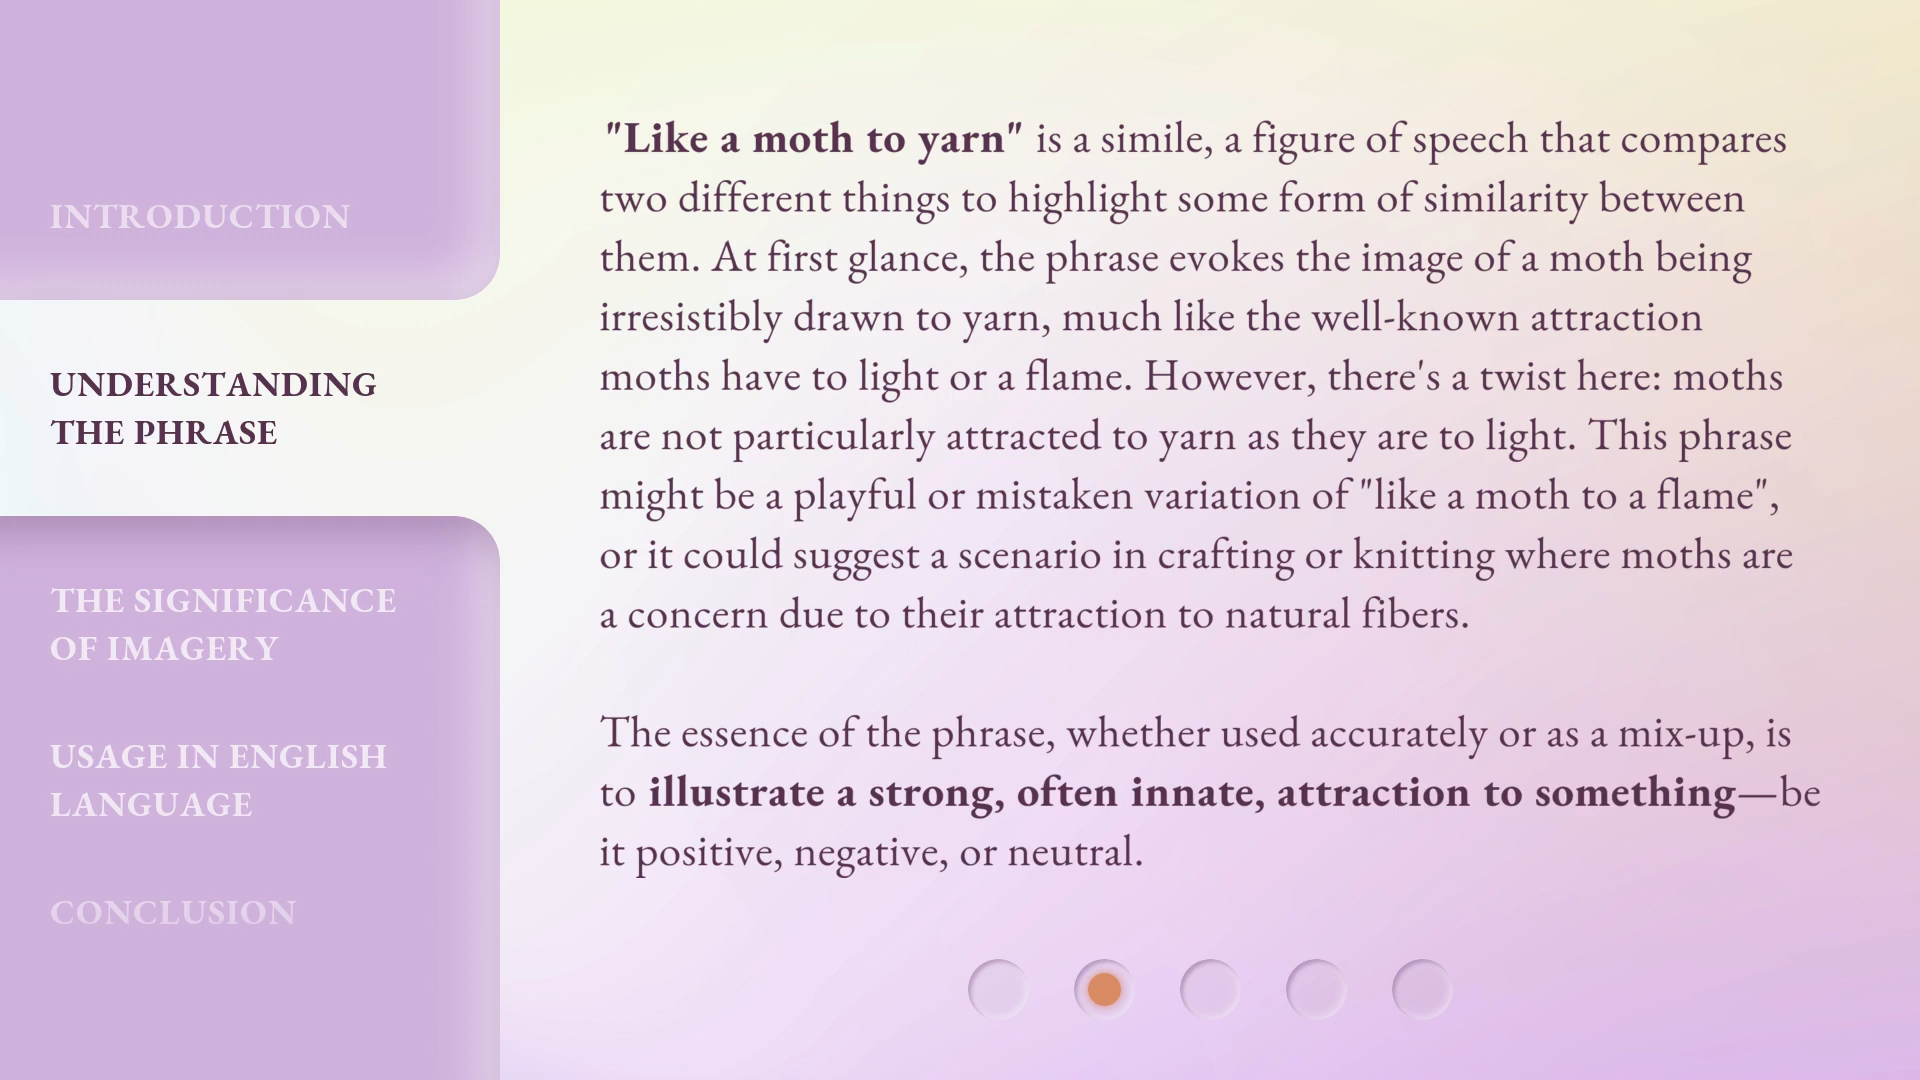 INTRODUCTION
UNDERSTANDING
THE PHRASE
THE SIGNIFICANCE
OF IMAGERY
USAGE IN ENGLISH
LANGUAGE
CONCLUSION
"Like a moth to yarn" is a simile, a figure of speech that compares
two different things to highlight some form of similarity between
them. At first glance, the phrase evokes the image of a moth being
irresistibly drawn to yarn, much like the well-known attraction
moths have to light or a flame. However, there's a twist here: moths
are not particularly attracted to yarn as they are to light. This phrase
might be a playful or mistaken variation of "like a moth to a flame",
or it could suggest a scenario in crafting or knitting where moths are
a concern due to their attraction to natural fibers.
The essence of the phrase, whether used accurately or as a mix-up, is
to illustrate a strong, often innate, attraction to something—be
it positive, negative, or neutral.